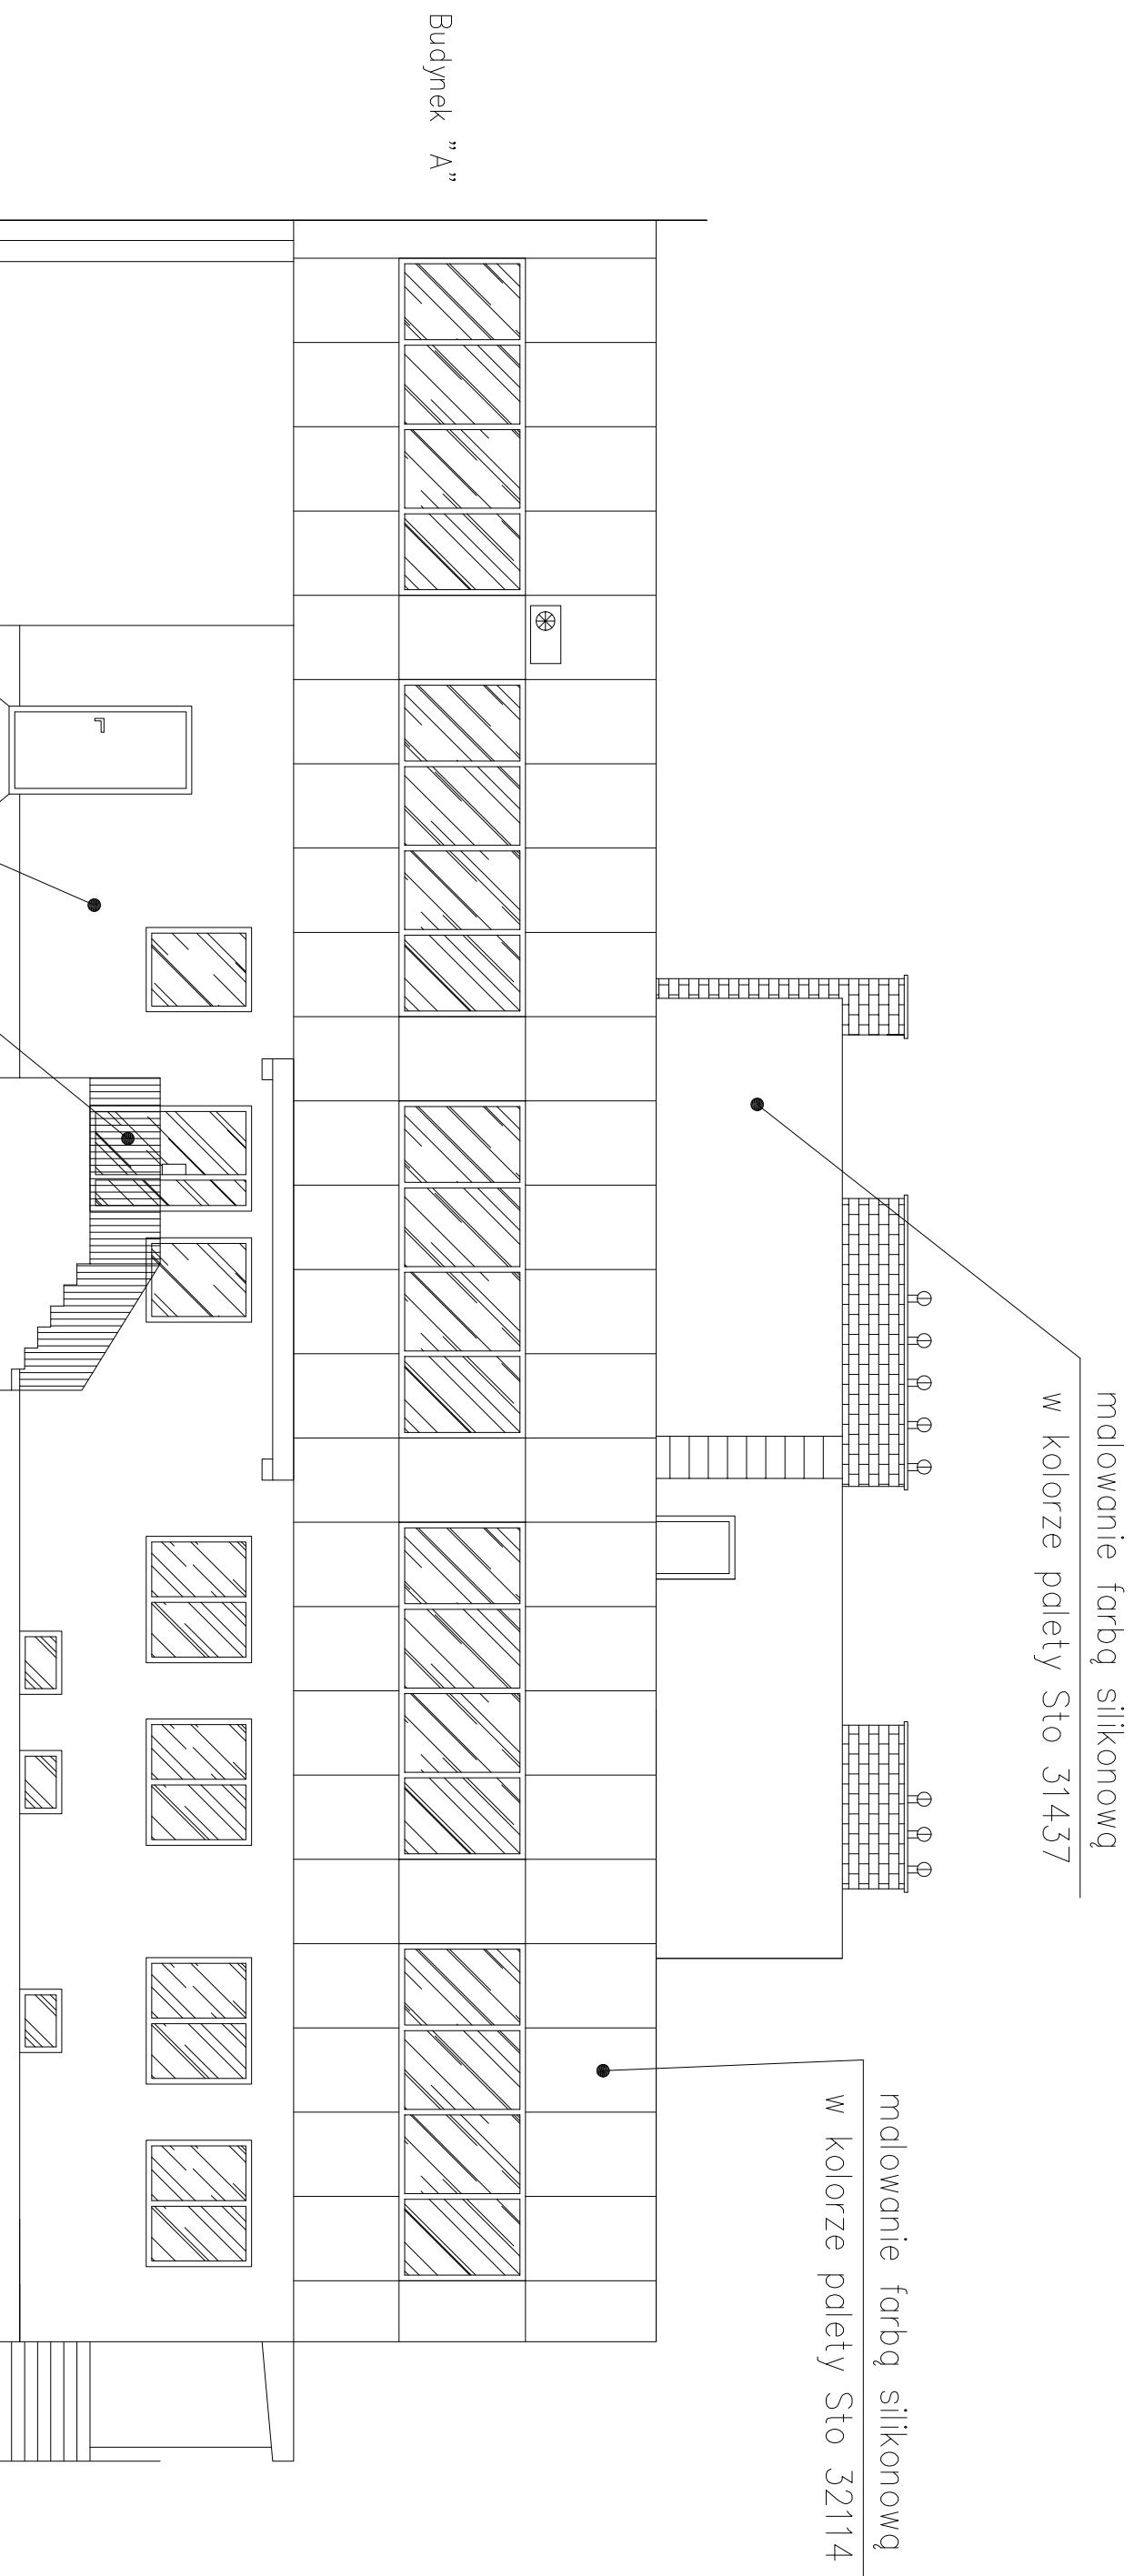 malowanie farbą silikonową
w kolorze palety Sto 31437
malowanie farbą silikonową
w kolorze palety Sto 32114
Budynek "A"